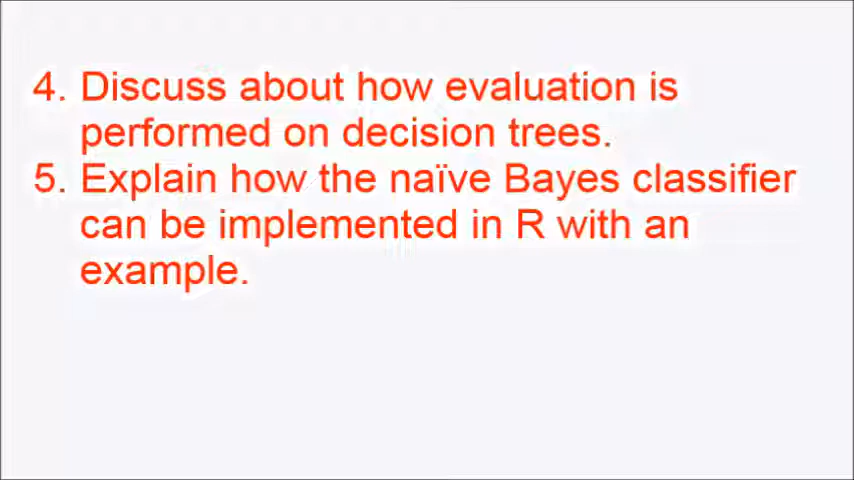 4. Discuss about how evaluation is
performed on decision trees.
5. Explain how the naïve Bayes classifier
can be implemented in R with an
example.